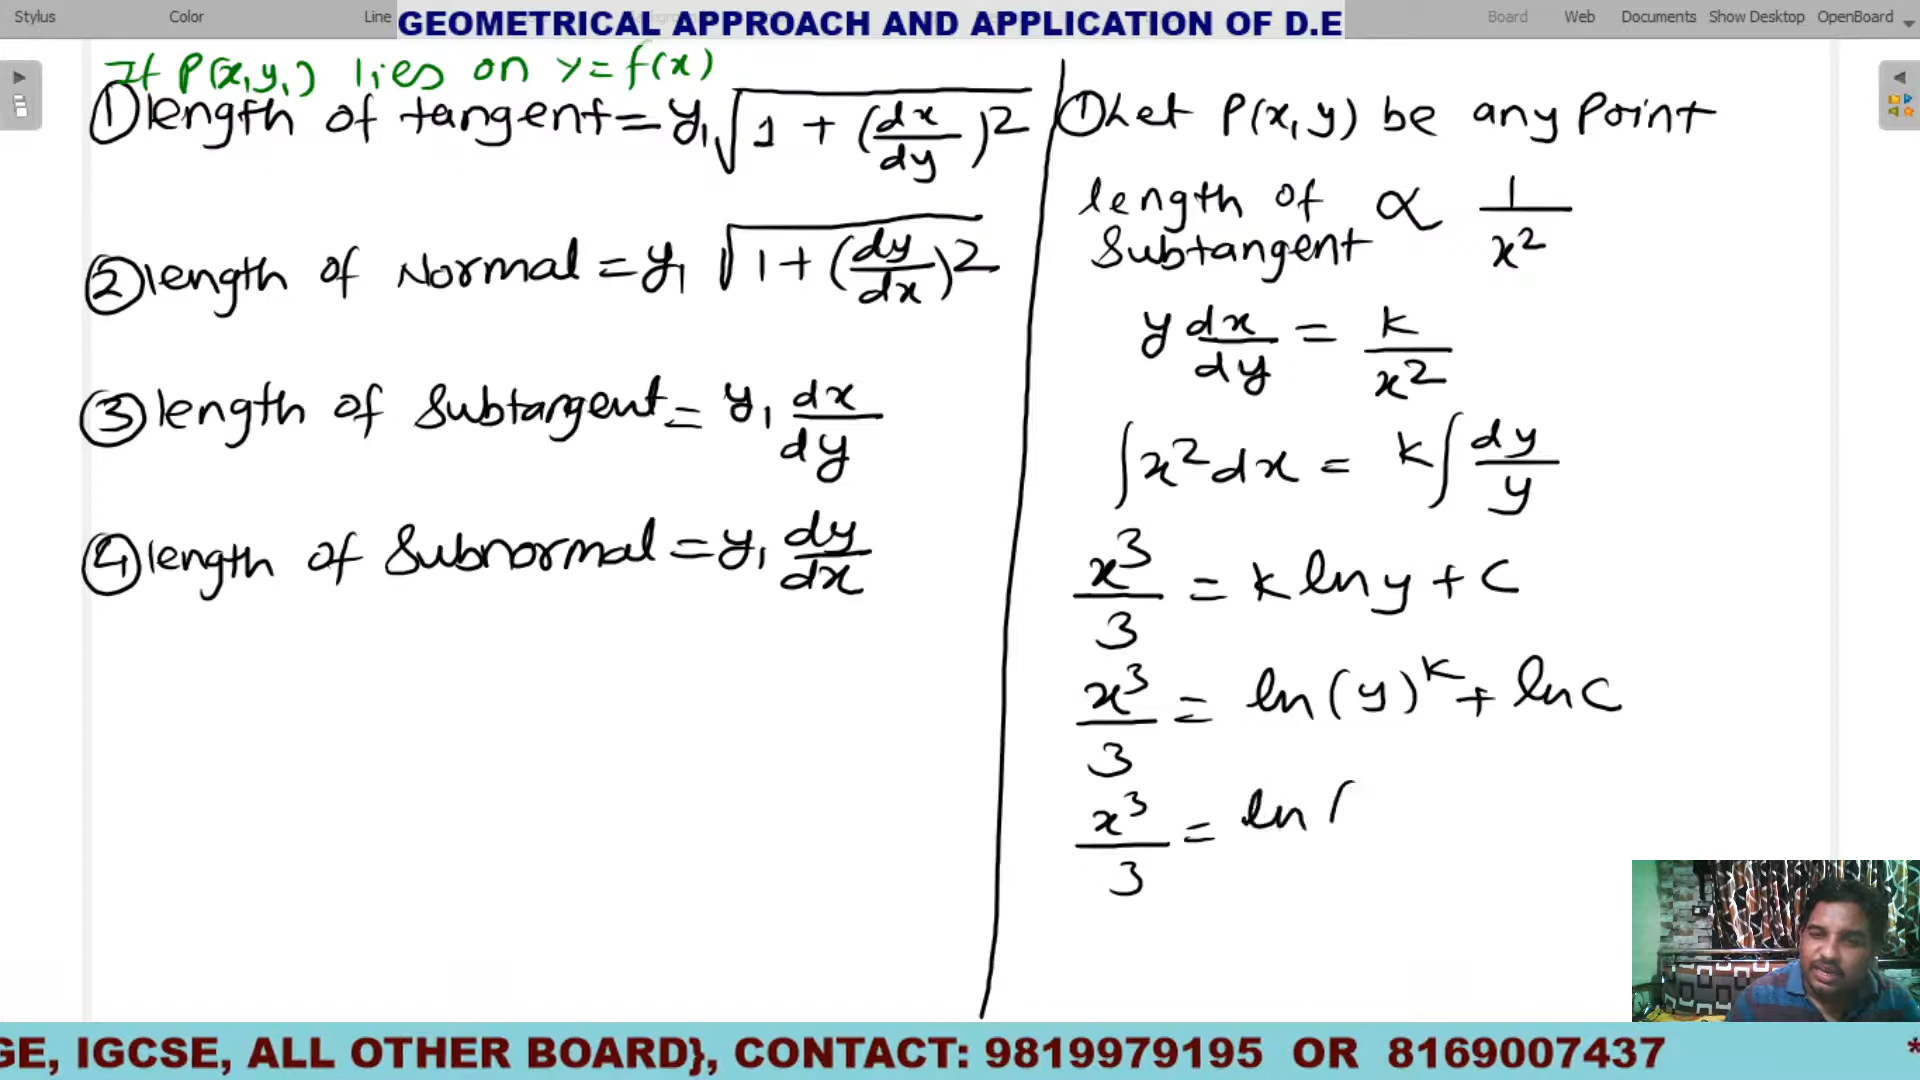 Stylus Color Line Board Web Documents Show Desktop OpenBoard
GEOMETRICAL APPROACH AND APPLICATION OF D.E
If P(x₁y₁) lies on y = f(x)
① length of tangent = y₁ √(1 + (dx/dy)²)
② length of Normal = y₁ √(1 + (dy/dx)²)
③ length of Subtangent = y₁ dx/dy
④ length of Subnormal = y₁ dy/dx
① Let P(x, y) be any Point
length of Subtangent ∝ 1/x²
y dx/dy = k/x²
∫x² dx = k∫ dy/y
x³/3 = k ln y + C
x³/3 = ln (y)ᵏ + ln C
x³/3 = ln (
GE, IGCSE, ALL OTHER BOARD}, CONTACT: 9819979195 OR 8169007437 *